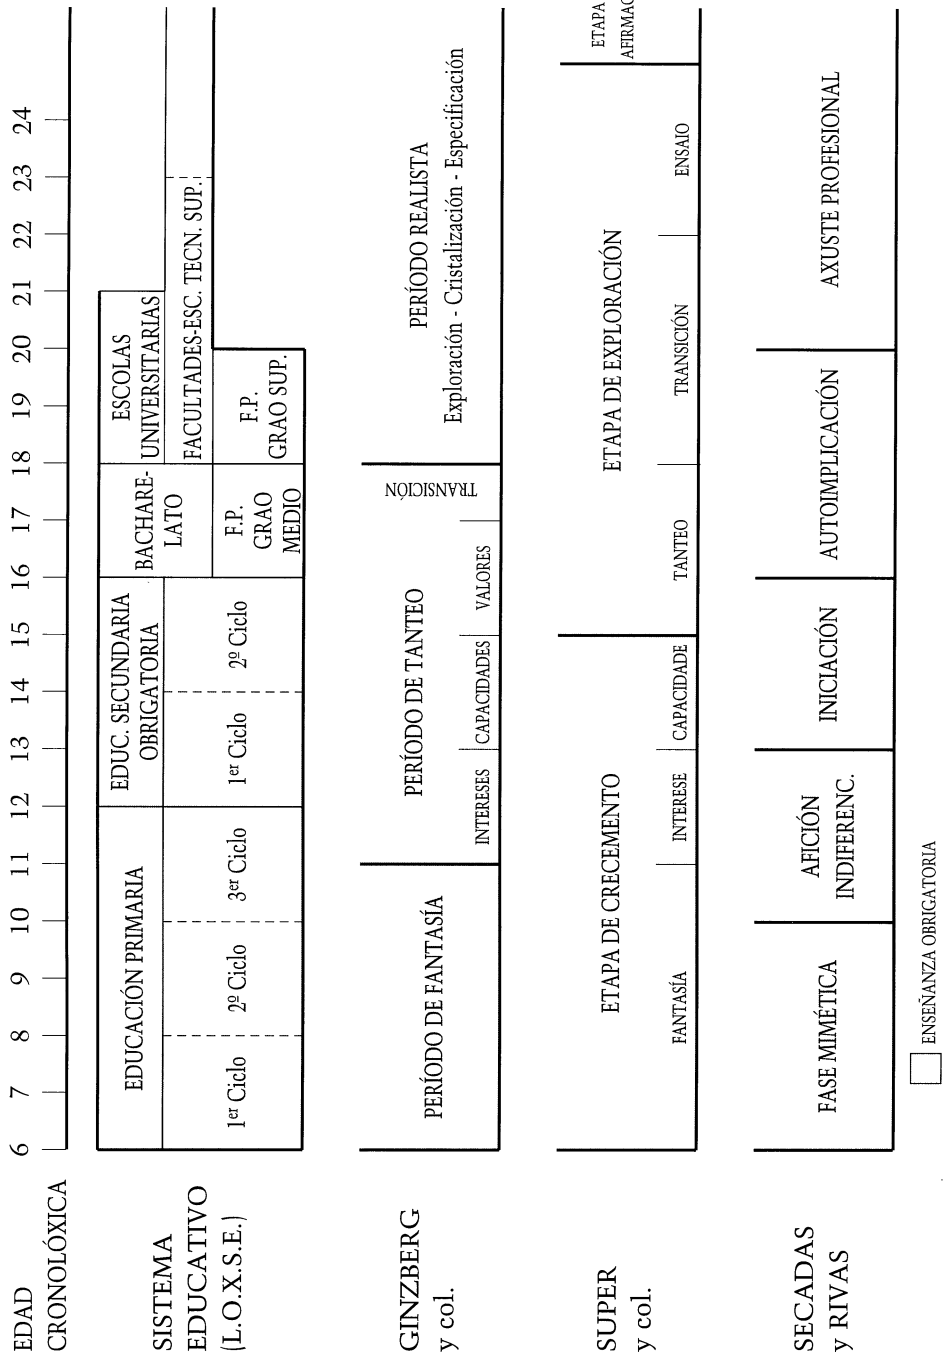 EDAD
CRONOLÓXICA
6 7 8 9 10 11 12 13 14 15 16 17 18 19 20 21 22 23 24
SISTEMA
EDUCATIVO
(L.O.X.S.E.)
EDUCACIÓN PRIMARIA
1er Ciclo
2º Ciclo
3er Ciclo
EDUC. SECUNDARIA
OBRIGATORIA
1er Ciclo
2º Ciclo
BACHARE-
LATO
F.P.
GRAO
MEDIO
ESCOLAS
UNIVERSITARIAS
FACULTADES-ESC. TECN. SUP.
F.P.
GRAO SUP.
GINZBERG
y col.
PERÍODO DE FANTASÍA
PERÍODO DE TANTEO
INTERESES
CAPACIDADES
VALORES
TRANSICIÓN
PERÍODO REALISTA
Exploración - Cristalización - Especificación
SUPER
y col.
ETAPA DE CRECEMENTO
FANTASÍA
INTERESE
CAPACIDADE
ETAPA DE EXPLORACIÓN
TANTEO
TRANSICIÓN
ENSAIO
ETAPA
AFIRMAC
SECADAS
y RIVAS
FASE MIMÉTICA
AFICIÓN
INDIFERENC.
INICIACIÓN
AUTOIMPLICACIÓN
AXUSTE PROFESIONAL
ENSEÑANZA OBRIGATORIA